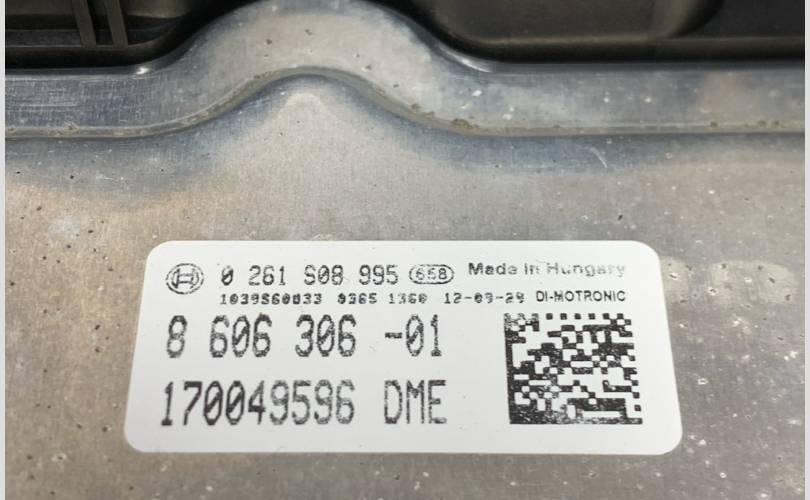 0 261 S08 995 658 Made in Hungary
1039S60033 0365 1360 12-09-29 DI-MOTRONIC
8 606 306 -01
170049596 DME